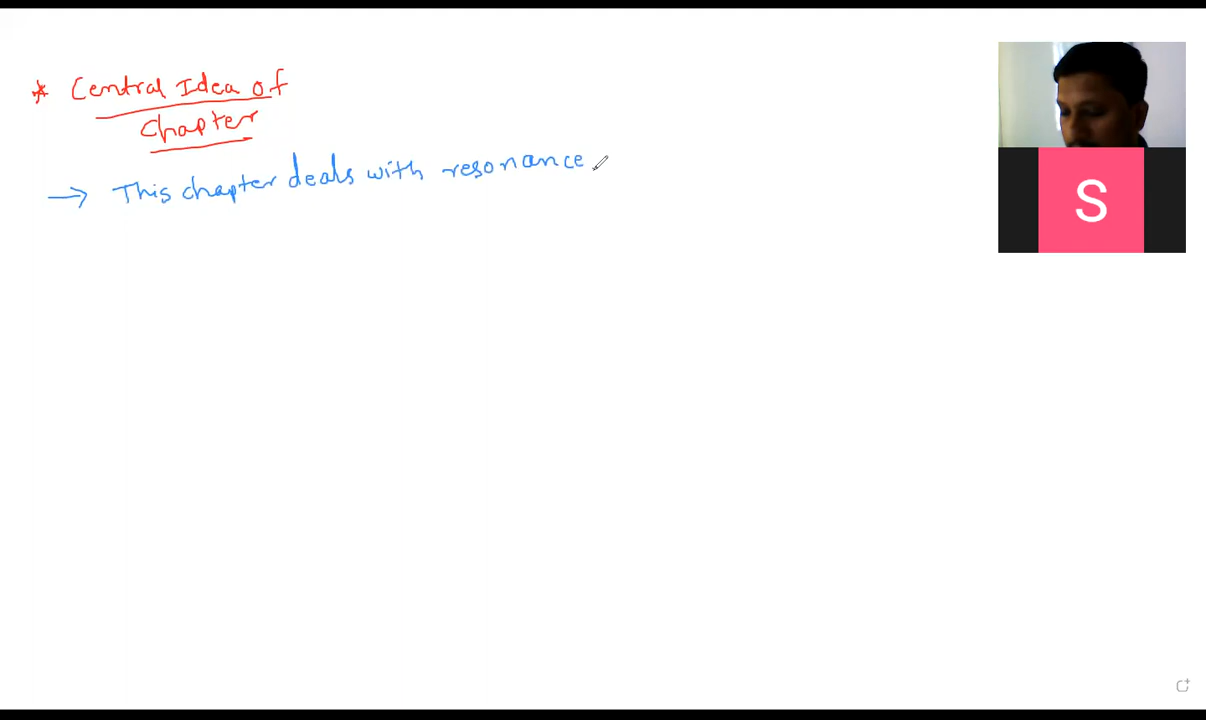 * Central Idea of
Chapter
→ This chapter deals with resonance
S